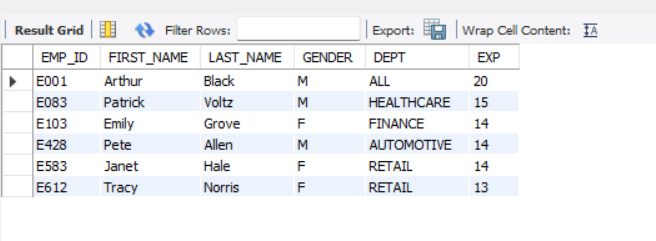 Result Grid Filter Rows: Export: Wrap Cell Content:
EMP_ID FIRST_NAME LAST_NAME GENDER DEPT EXP
E001 Arthur Black M ALL 20
E083 Patrick Voltz M HEALTHCARE 15
E103 Emily Grove F FINANCE 14
E428 Pete Allen M AUTOMOTIVE 14
E583 Janet Hale F RETAIL 14
E612 Tracy Norris F RETAIL 13